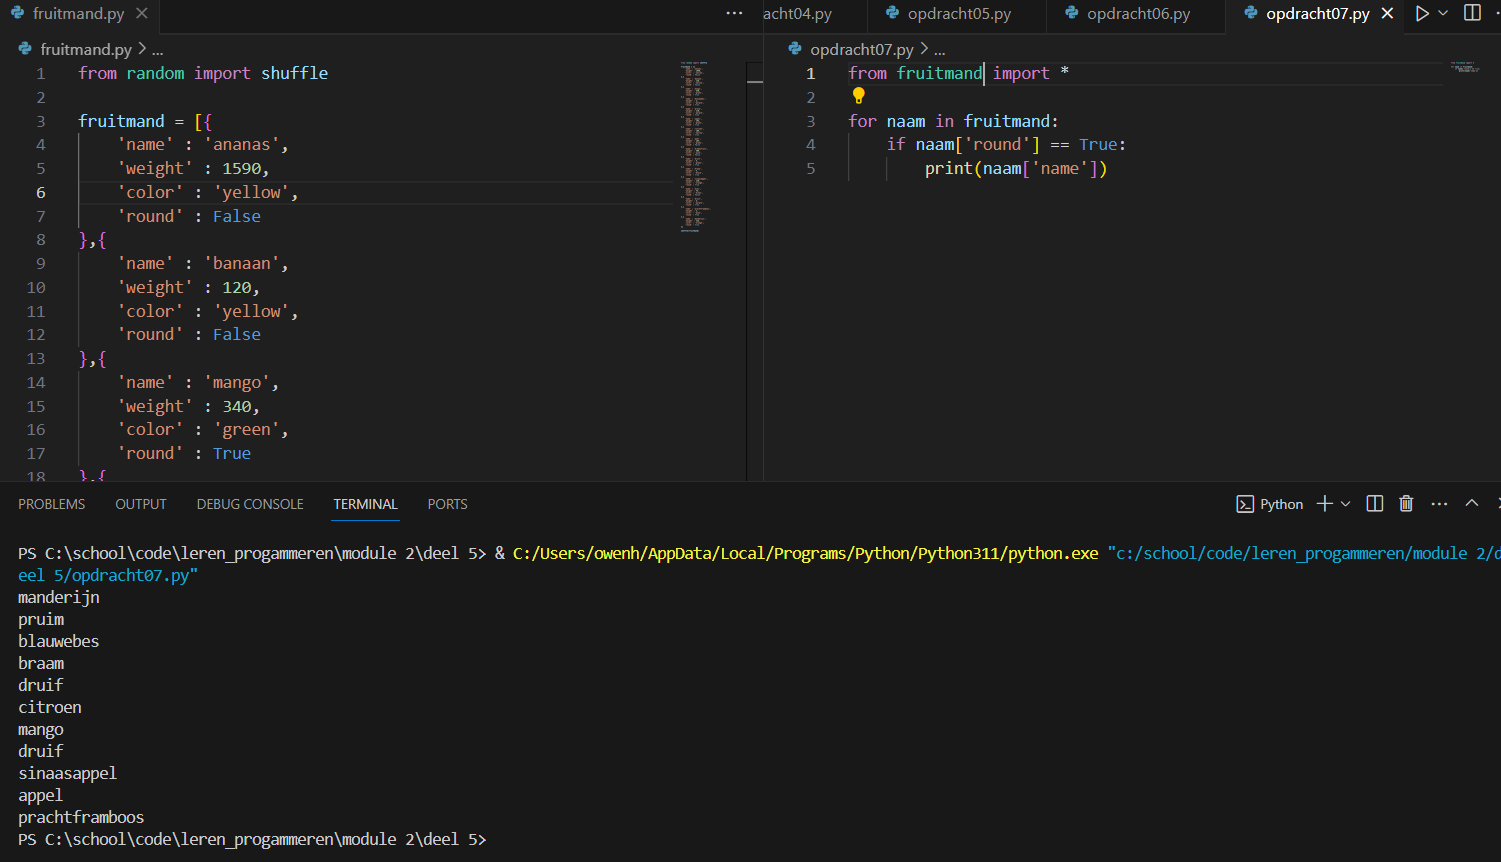 fruitmand.py
fruitmand.py > ...
1 from random import shuffle
2
3 fruitmand = [{
4 'name' : 'ananas',
5 'weight' : 1590,
6 'color' : 'yellow',
7 'round' : False
8 },{
9 'name' : 'banaan',
10 'weight' : 120,
11 'color' : 'yellow',
12 'round' : False
13 },{
14 'name' : 'mango',
15 'weight' : 340,
16 'color' : 'green',
17 'round' : True
18 },{
acht04.py opdracht05.py opdracht06.py opdracht07.py
opdracht07.py > ...
1 from fruitmand import *
2
3 for naam in fruitmand:
4 if naam['round'] == True:
5 print(naam['name'])
PROBLEMS OUTPUT DEBUG CONSOLE TERMINAL PORTS Python
PS C:\school\code\leren_progammeren\module 2\deel 5> & C:/Users/owenh/AppData/Local/Programs/Python/Python311/python.exe "c:/school/code/leren_progammeren/module 2/d
eel 5/opdracht07.py"
manderijn
pruim
blauwebes
braam
druif
citroen
mango
druif
sinaasappel
appel
prachtframboos
PS C:\school\code\leren_progammeren\module 2\deel 5>